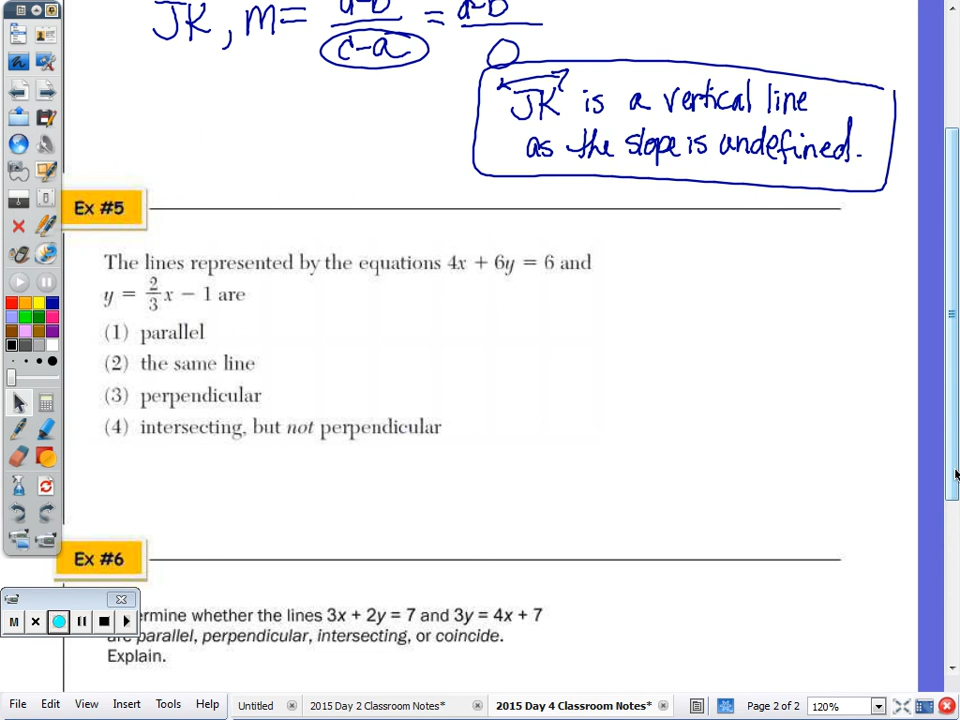 JK, m = a-b / c-a = a-b / 0
JK is a vertical line
as the slope is undefined.
Ex #5
The lines represented by the equations 4x + 6y = 6 and
y = 2/3 x − 1 are
(1) parallel
(2) the same line
(3) perpendicular
(4) intersecting, but not perpendicular
Ex #6
ermine whether the lines 3x + 2y = 7 and 3y = 4x + 7
are parallel, perpendicular, intersecting, or coincide.
Explain.
M
File Edit View Insert Tools Help Untitled 2015 Day 2 Classroom Notes* 2015 Day 4 Classroom Notes* Page 2 of 2 120%